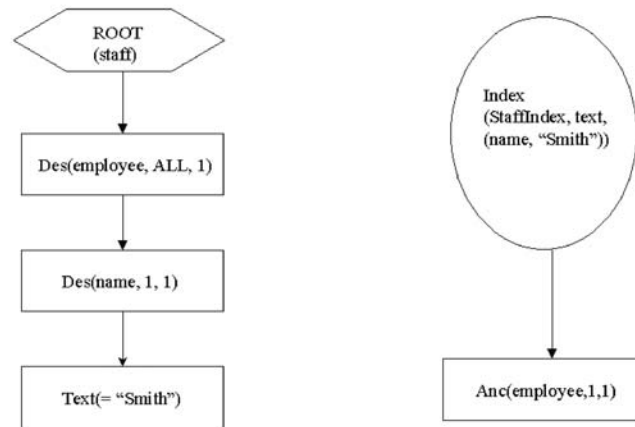 ROOT
(staff)
Des(employee, ALL, 1)
Des(name, 1, 1)
Text(= “Smith”)
Index
(StaffIndex, text,
(name, “Smith”))
Anc(employee,1,1)